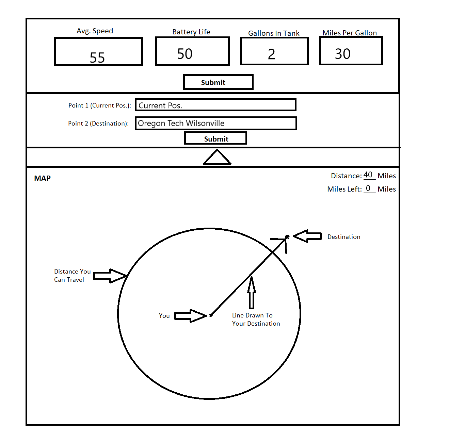 Avg. Speed Battery Life Gallons In Tank Miles Per Gallon
55 50 2 30
Submit
Point 1 (Current Pos.): Current Pos.
Point 2 (Destination): Oregon Tech Wilsonville
Submit
MAP
Distance: 40 Miles
Miles Left: 0 Miles
Destination
Distance You
Can Travel
You
Line Drawn To
Your Destination